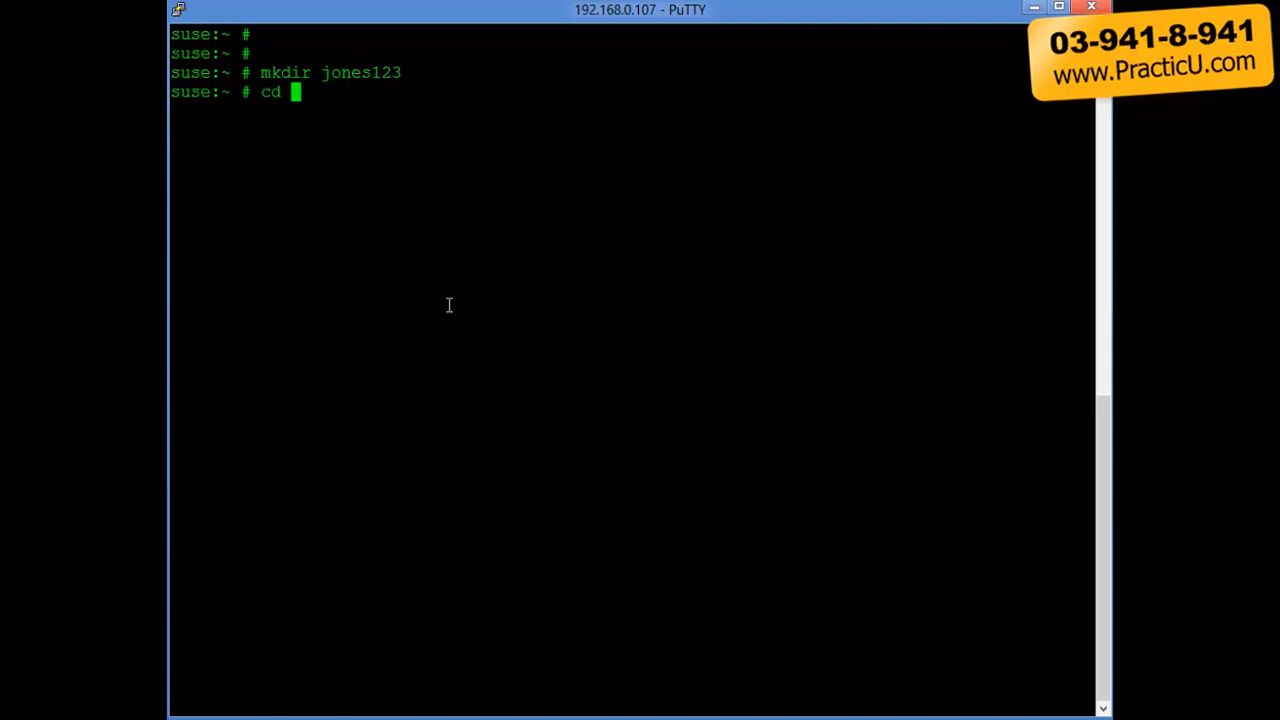 192.168.0.107 - PuTTY
03-941-8-941
www.PracticU.com
suse:~ #
suse:~ #
suse:~ # mkdir jones123
suse:~ # cd